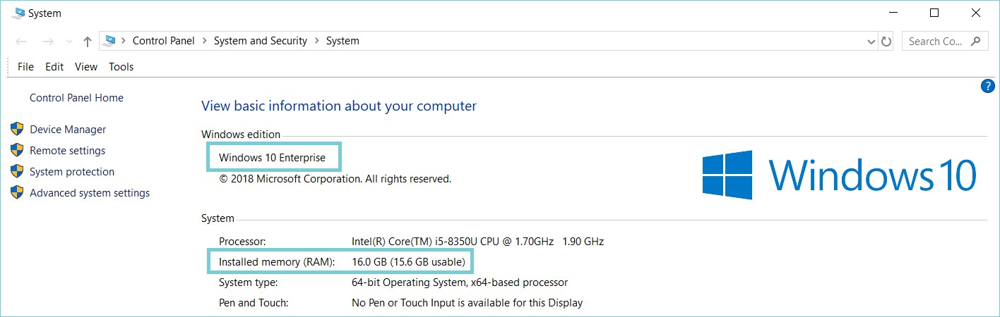 System
Control Panel > System and Security > System
Search Co...
File Edit View Tools
?
Control Panel Home
Device Manager
Remote settings
System protection
Advanced system settings
View basic information about your computer
Windows edition
Windows 10 Enterprise
© 2018 Microsoft Corporation. All rights reserved.
Windows 10
System
Processor: Intel(R) Core(TM) i5-8350U CPU @ 1.70GHz 1.90 GHz
Installed memory (RAM): 16.0 GB (15.6 GB usable)
System type: 64-bit Operating System, x64-based processor
Pen and Touch: No Pen or Touch Input is available for this Display